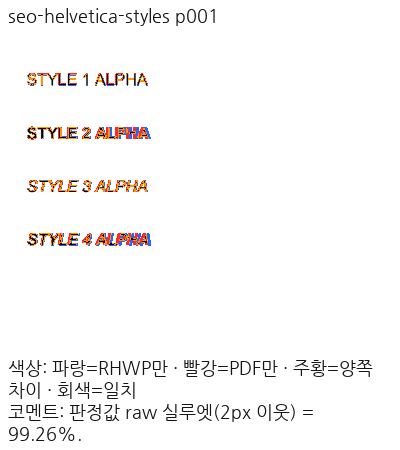 seo-helvetica-styles p001
STYLE 1 ALPHA
STYLE 2 ALPHA
STYLE 3 ALPHA
STYLE 4 ALPHA
색상: 파랑=RHWP만 · 빨강=PDF만 · 주황=양쪽
차이 · 회색=일치
코멘트: 판정값 raw 실루엣(2px 이웃) =
99.26%.